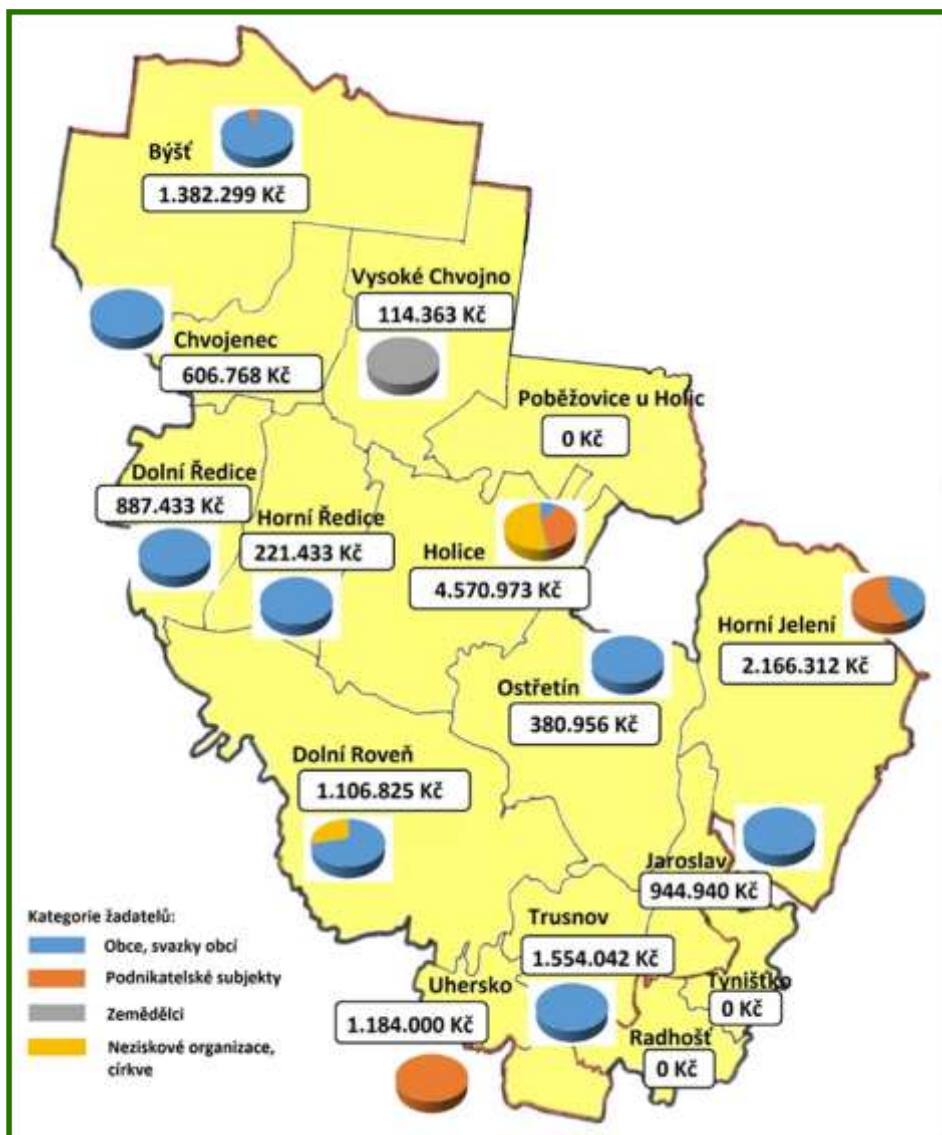 Býšť
1.382.299 Kč
Vysoké Chvojno
114.363 Kč
Chvojenec
606.768 Kč
Poběžovice u Holic
0 Kč
Dolní Ředice
887.433 Kč
Horní Ředice
221.433 Kč
Holice
4.570.973 Kč
Horní Jelení
2.166.312 Kč
Ostřetín
380.956 Kč
Dolní Roveň
1.106.825 Kč
Jaroslav
944.940 Kč
Trusnov
1.554.042 Kč
Týnišťko
0 Kč
Uhersko
1.184.000 Kč
Radhošť
0 Kč
Kategorie žadatelů:
Obce, svazky obcí
Podnikatelské subjekty
Zemědělci
Neziskové organizace,
církve